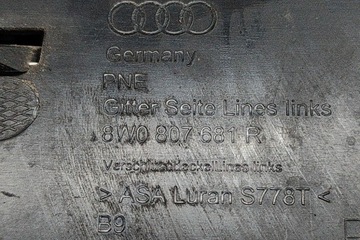 Germany
PNE
Gitter Seite Lines links
8W0 807 681 R
Verschlussdeckel Lines links
> ASA Luran S778T <
B9